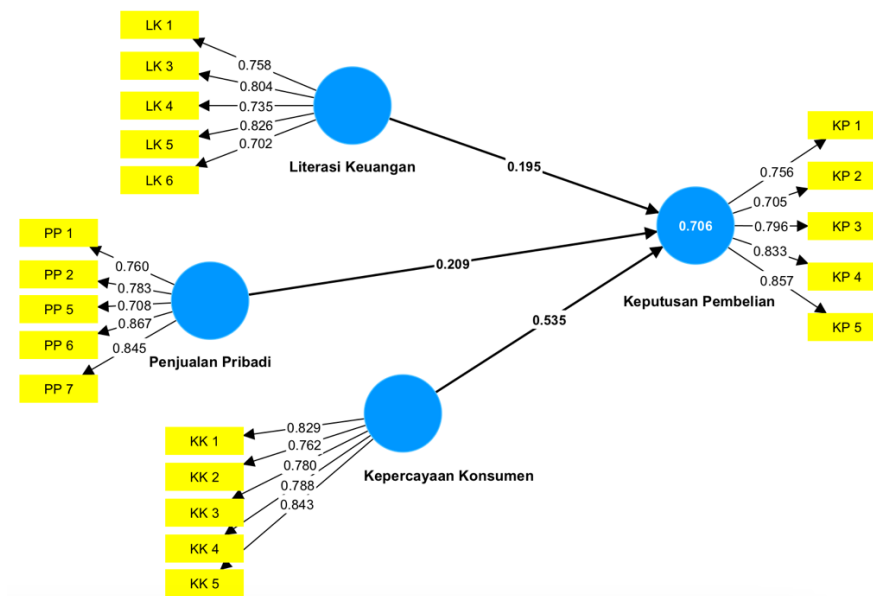 LK 1
LK 3
LK 4
LK 5
LK 6
0.758
0.804
0.735
0.826
0.702
Literasi Keuangan
0.195
PP 1
PP 2
PP 5
PP 6
PP 7
0.760
0.783
0.708
0.867
0.845
Penjualan Pribadi
0.209
KK 1
KK 2
KK 3
KK 4
KK 5
0.829
0.762
0.780
0.788
0.843
Kepercayaan Konsumen
0.535
0.706
Keputusan Pembelian
0.756
0.705
0.796
0.833
0.857
KP 1
KP 2
KP 3
KP 4
KP 5